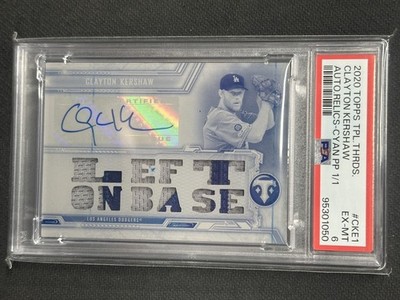 CLAYTON KERSHAW
LEFT
ON BASE
LOS ANGELES DODGERS®
2020 TOPPS TPL.THRDS.
CLAYTON KERSHAW
AUTO.RELICS-CYAN PP 1/1
#CKE1
EX-MT 6
95301050
PSA